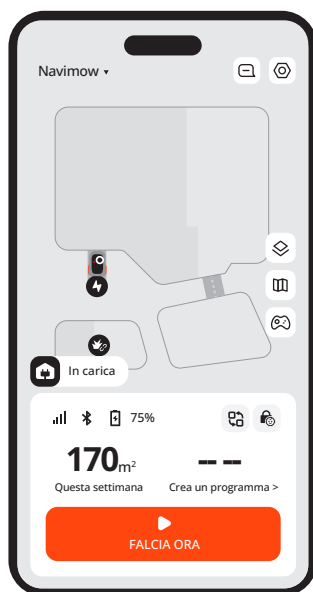 Navimow ▾
In carica
75%
170m²
-- --
Questa settimana
Crea un programma >
FALCIA ORA